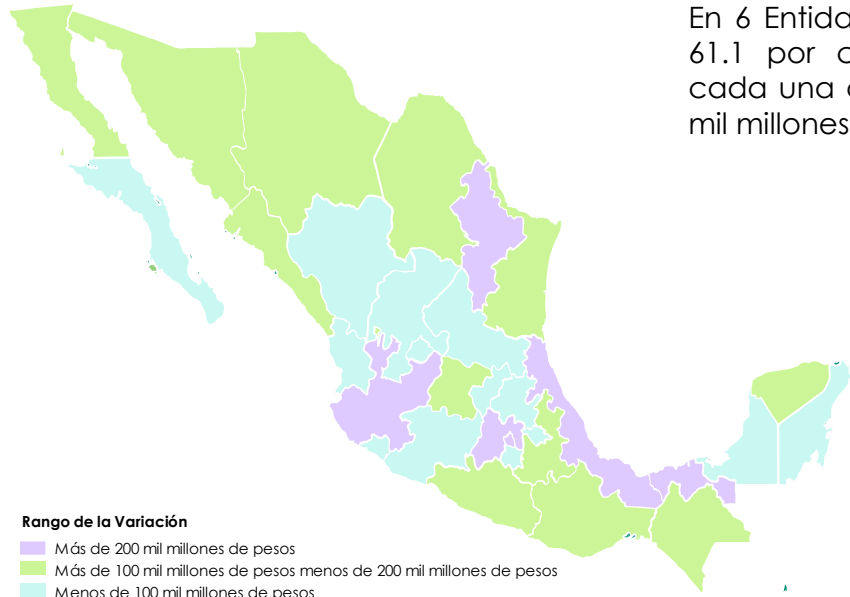 En 6 Entida
61.1 por c
cada una
mil millones
Rango de la Variación
Más de 200 mil millones de pesos
Más de 100 mil millones de pesos menos de 200 mil millones de pesos
Menos de 100 mil millones de pesos